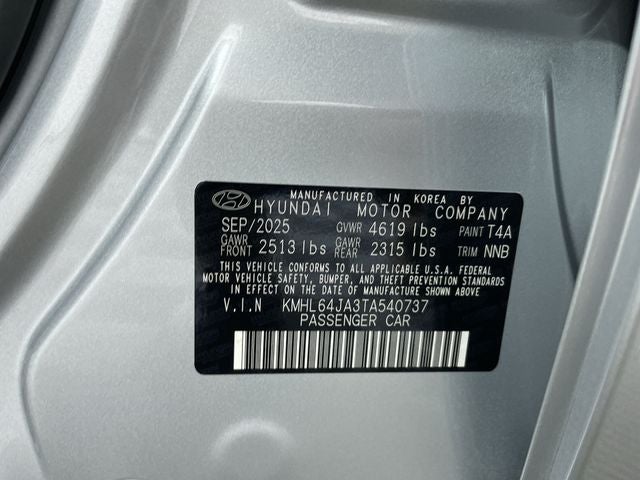 MANUFACTURED IN KOREA BY
HYUNDAI MOTOR COMPANY
SEP/2025 GVWR 4619 lbs PAINT T4A
GAWR FRONT 2513 lbs GAWR REAR 2315 lbs TRIM NNB
THIS VEHICLE CONFORMS TO ALL APPLICABLE U.S.A. FEDERAL
MOTOR VEHICLE SAFETY, BUMPER, AND THEFT PREVENTION STANDARDS
IN EFFECT ON THE DATE OF MANUFACTURE SHOWN ABOVE.
V.I.N KMHL64JA3TA540737
PASSENGER CAR